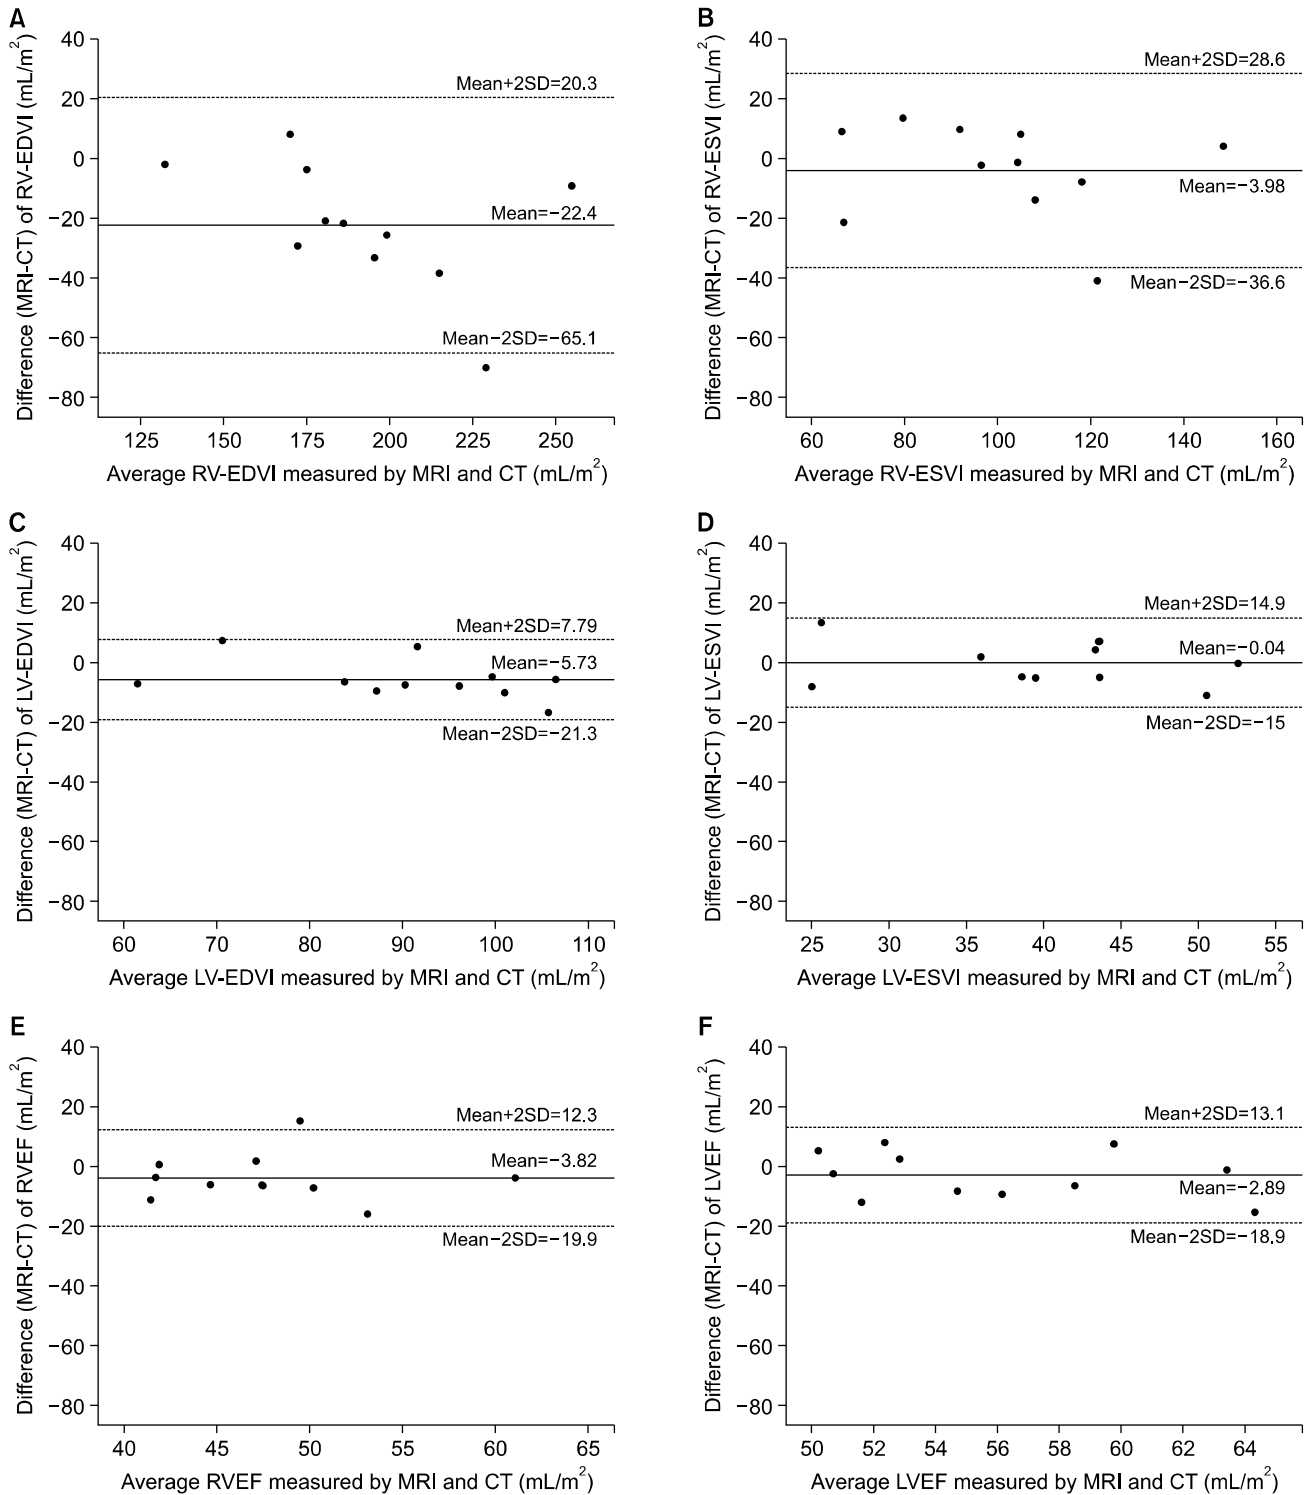 A
Difference (MRI-CT) of RV-EDVI (mL/m²)
40
20
0
−20
−40
−60
−80
Mean+2SD=20.3
Mean=−22.4
Mean−2SD=−65.1
125
150
175
200
225
250
Average RV-EDVI measured by MRI and CT (mL/m²)
B
Difference (MRI-CT) of RV-ESVI (mL/m²)
40
20
0
−20
−40
−60
−80
Mean+2SD=28.6
Mean=−3.98
Mean−2SD=−36.6
60
80
100
120
140
160
Average RV-ESVI measured by MRI and CT (mL/m²)
C
Difference (MRI-CT) of LV-EDVI (mL/m²)
40
20
0
−20
−40
−60
−80
Mean+2SD=7.79
Mean=−5.73
Mean−2SD=−21.3
60
70
80
90
100
110
Average LV-EDVI measured by MRI and CT (mL/m²)
D
Difference (MRI-CT) of LV-ESVI (mL/m²)
40
20
0
−20
−40
−60
−80
Mean+2SD=14.9
Mean=−0.04
Mean−2SD=−15
25
30
35
40
45
50
55
Average LV-ESVI measured by MRI and CT (mL/m²)
E
Difference (MRI-CT) of RVEF (mL/m²)
40
20
0
−20
−40
−60
−80
Mean+2SD=12.3
Mean=−3.82
Mean−2SD=−19.9
40
45
50
55
60
65
Average RVEF measured by MRI and CT (mL/m²)
F
Difference (MRI-CT) of LVEF (mL/m²)
40
20
0
−20
−40
−60
−80
Mean+2SD=13.1
Mean=−2.89
Mean−2SD=−18.9
50
52
54
56
58
60
62
64
Average LVEF measured by MRI and CT (mL/m²)